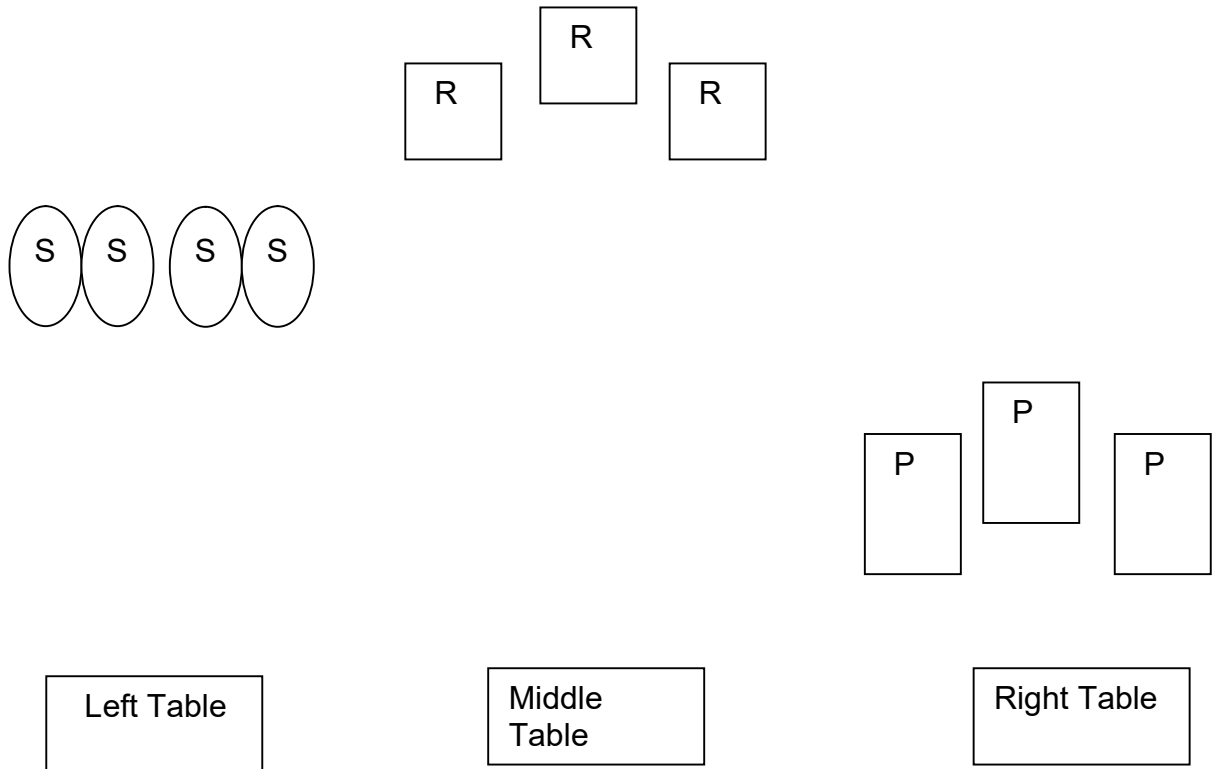 R
R R
S S S S
P
P P
Left Table
Middle
Table
Right Table